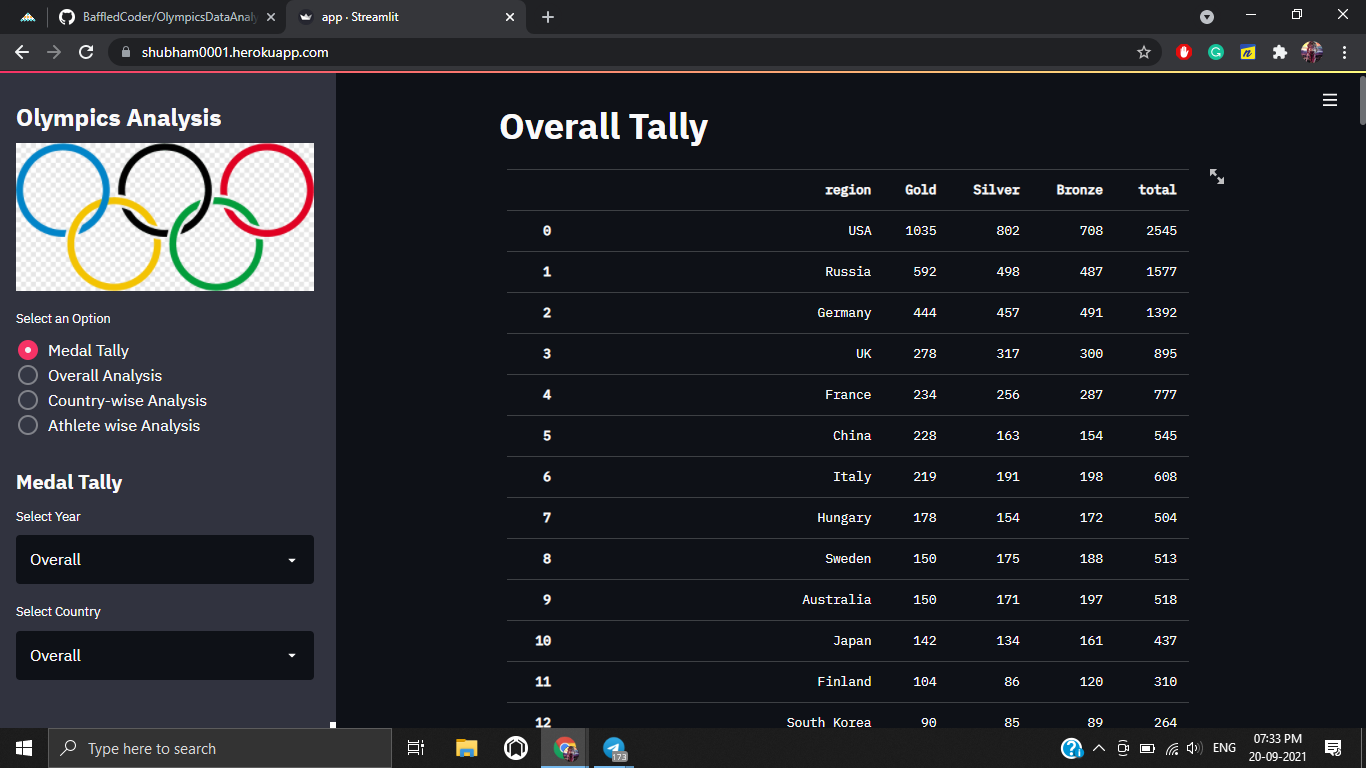 BaffledCoder/OlympicsDataAnaly
app · Streamlit
shubham0001.herokuapp.com
Olympics Analysis
Select an Option
Medal Tally
Overall Analysis
Country-wise Analysis
Athlete wise Analysis
Medal Tally
Select Year
Overall
Select Country
Overall
Overall Tally
region Gold Silver Bronze total
0 USA 1035 802 708 2545
1 Russia 592 498 487 1577
2 Germany 444 457 491 1392
3 UK 278 317 300 895
4 France 234 256 287 777
5 China 228 163 154 545
6 Italy 219 191 198 608
7 Hungary 178 154 172 504
8 Sweden 150 175 188 513
9 Australia 150 171 197 518
10 Japan 142 134 161 437
11 Finland 104 86 120 310
12 South Korea 90 85 89 264
Type here to search
173
ENG
07:33 PM
20-09-2021